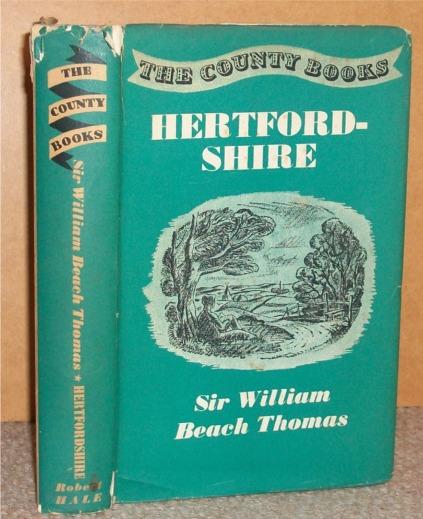 THE
COUNTY
BOOKS
Sir William Beach Thomas ★ HERTFORDSHIRE
Robert
HALE
THE COUNTY BOOKS
HERTFORD-
SHIRE
Sir William
Beach Thomas